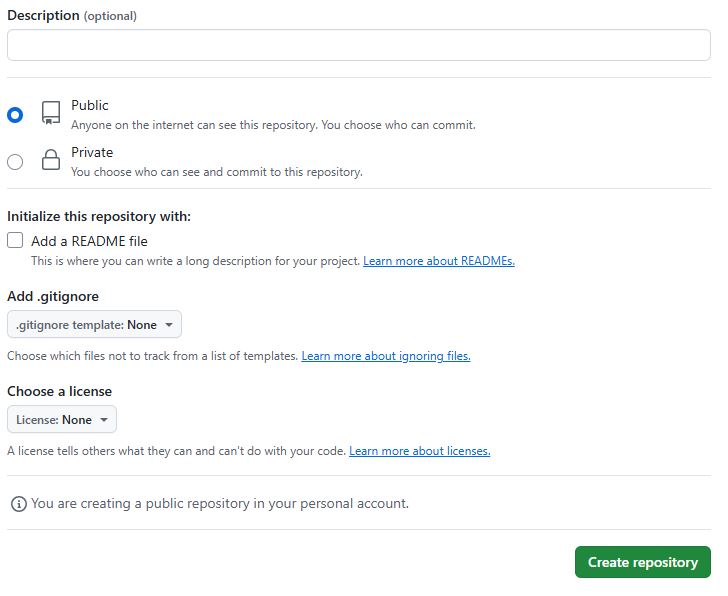 Description (optional)
Public
Anyone on the internet can see this repository. You choose who can commit.
Private
You choose who can see and commit to this repository.
Initialize this repository with:
Add a README file
This is where you can write a long description for your project. Learn more about READMEs.
Add .gitignore
.gitignore template: None
Choose which files not to track from a list of templates. Learn more about ignoring files.
Choose a license
License: None
A license tells others what they can and can't do with your code. Learn more about licenses.
You are creating a public repository in your personal account.
Create repository